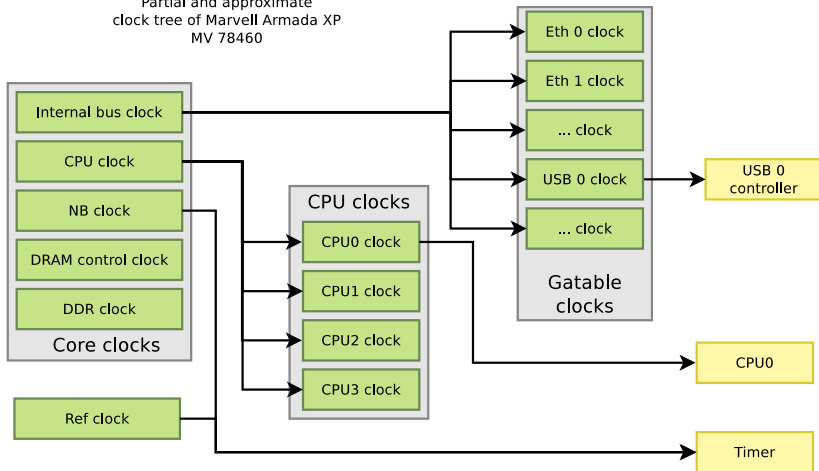 Partial and approximate
clock tree of Marvell Armada XP
MV 78460
Eth 0 clock
Eth 1 clock
... clock
USB 0 clock
... clock
Gatable
clocks
Internal bus clock
CPU clock
NB clock
DRAM control clock
DDR clock
Core clocks
CPU clocks
CPU0 clock
CPU1 clock
CPU2 clock
CPU3 clock
Ref clock
USB 0
controller
CPU0
Timer